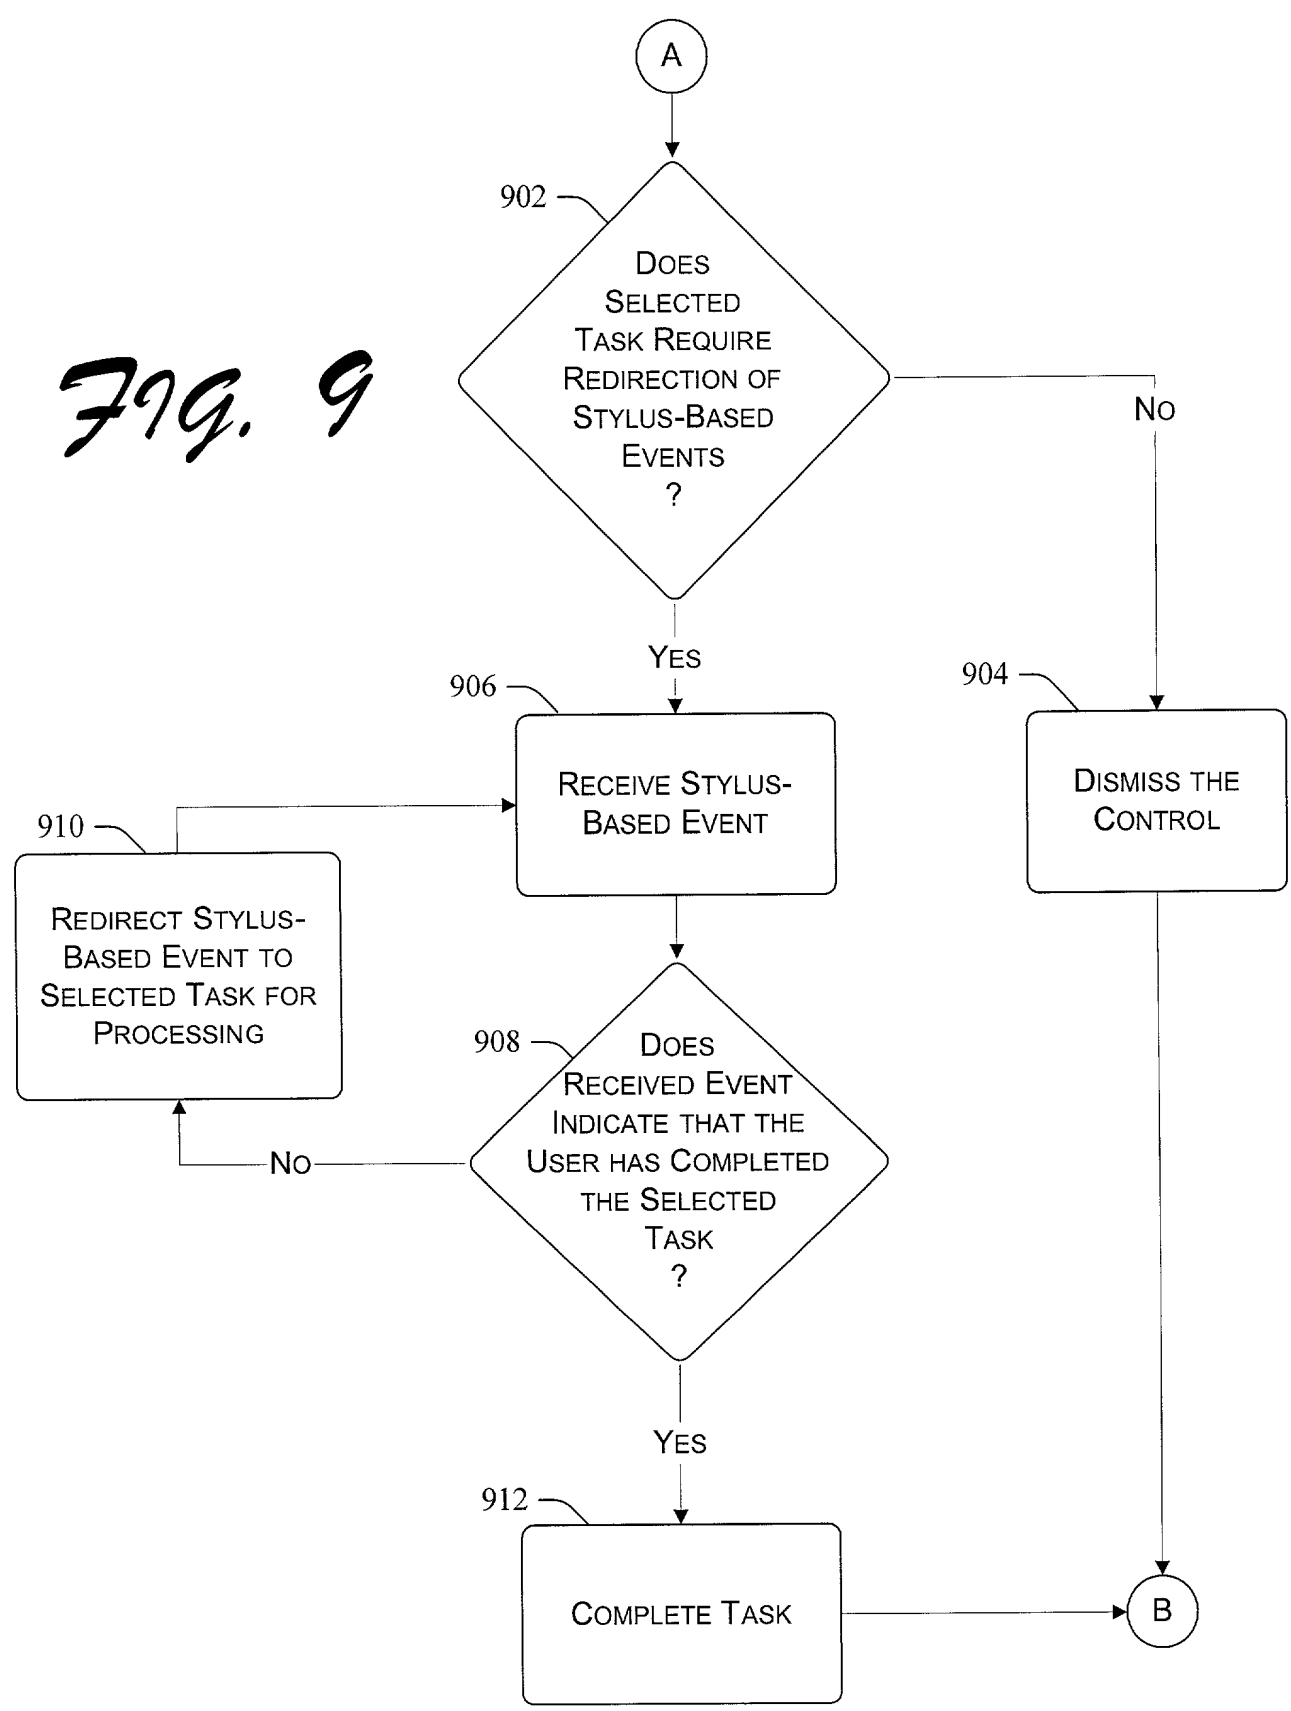 A
902
DOES
SELECTED
TASK REQUIRE
REDIRECTION OF
STYLUS-BASED
EVENTS
?
FIG. 9
NO
YES
906
904
RECEIVE STYLUS-
BASED EVENT
DISMISS THE
CONTROL
910
REDIRECT STYLUS-
BASED EVENT TO
SELECTED TASK FOR
PROCESSING
908
DOES
RECEIVED EVENT
INDICATE THAT THE
USER HAS COMPLETED
THE SELECTED
TASK
?
NO
YES
912
COMPLETE TASK
B